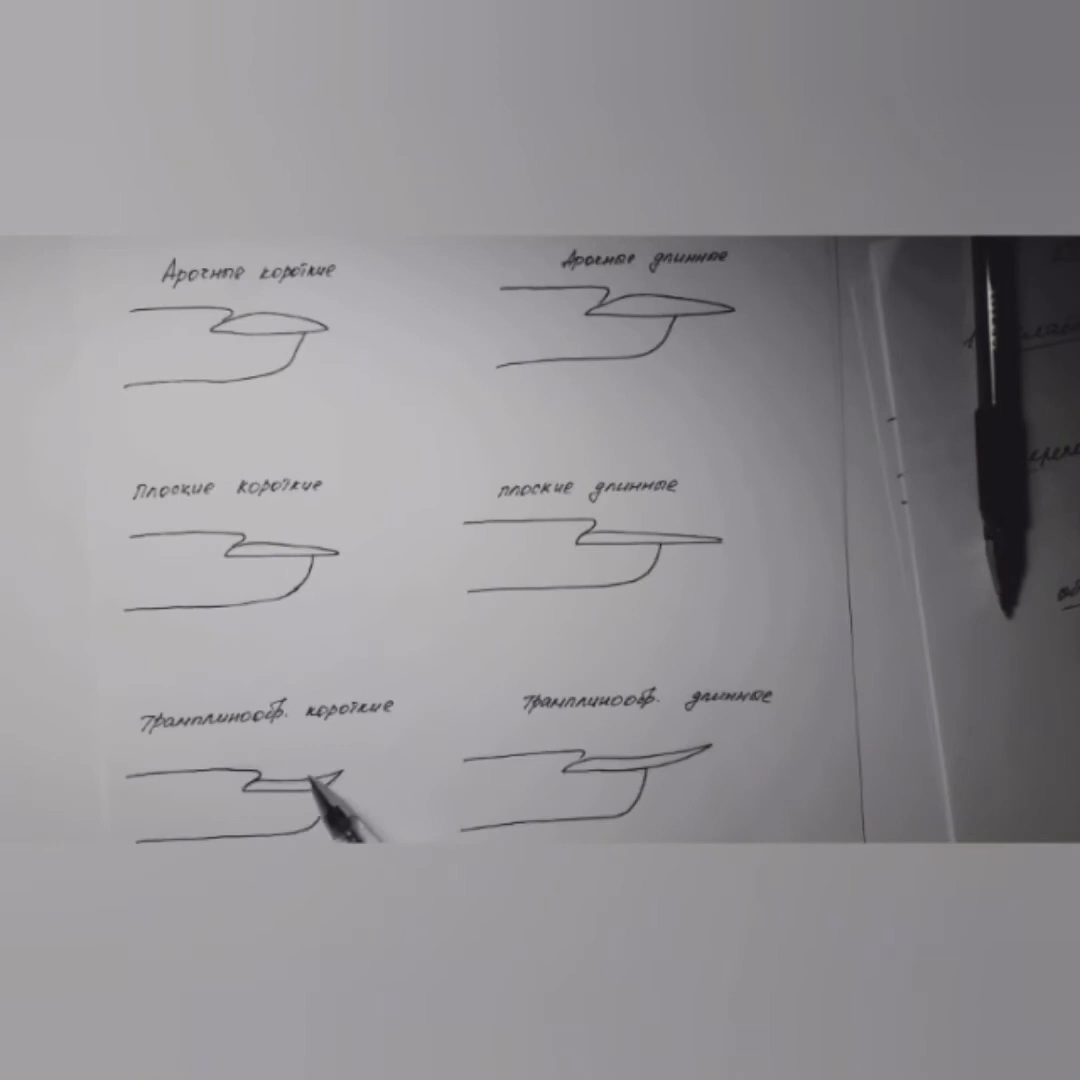 Арочные короткие
Арочные длинные
Плоские короткие
плоские длинные
Трамплинообр. короткие
Трамплинообр. длинные